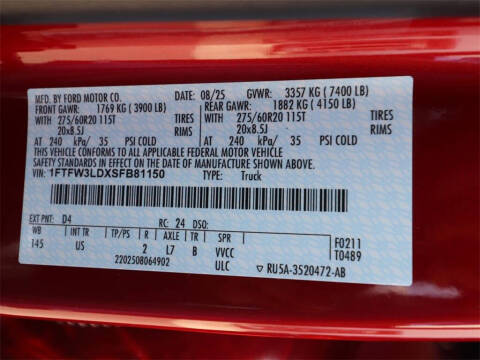 MFD. BY FORD MOTOR CO. DATE: 08/25 GVWR: 3357 KG ( 7400 LB)
FRONT GAWR: 1769 KG ( 3900 LB) REAR GAWR: 1882 KG ( 4150 LB)
WITH 275/60R20 115T TIRES WITH 275/60R20 115T TIRES
20x8.5J RIMS 20x8.5J RIMS
AT 240 kPa/ 35 PSI COLD AT 240 kPa/ 35 PSI COLD
THIS VEHICLE CONFORMS TO ALL APPLICABLE FEDERAL MOTOR VEHICLE
SAFETY STANDARDS IN EFFECT ON THE DATE OF MANUFACTURE SHOWN ABOVE.
VIN: 1FTFW3LDXSFB81150 TYPE: Truck
EXT PNT: D4 RC: 24 DSO:
WB INT TR TP/PS R AXLE TR SPR F0211
145 US 2 L7 B VVCC T0489
2202508064902 ULC ▽ RU5A-3520472-AB